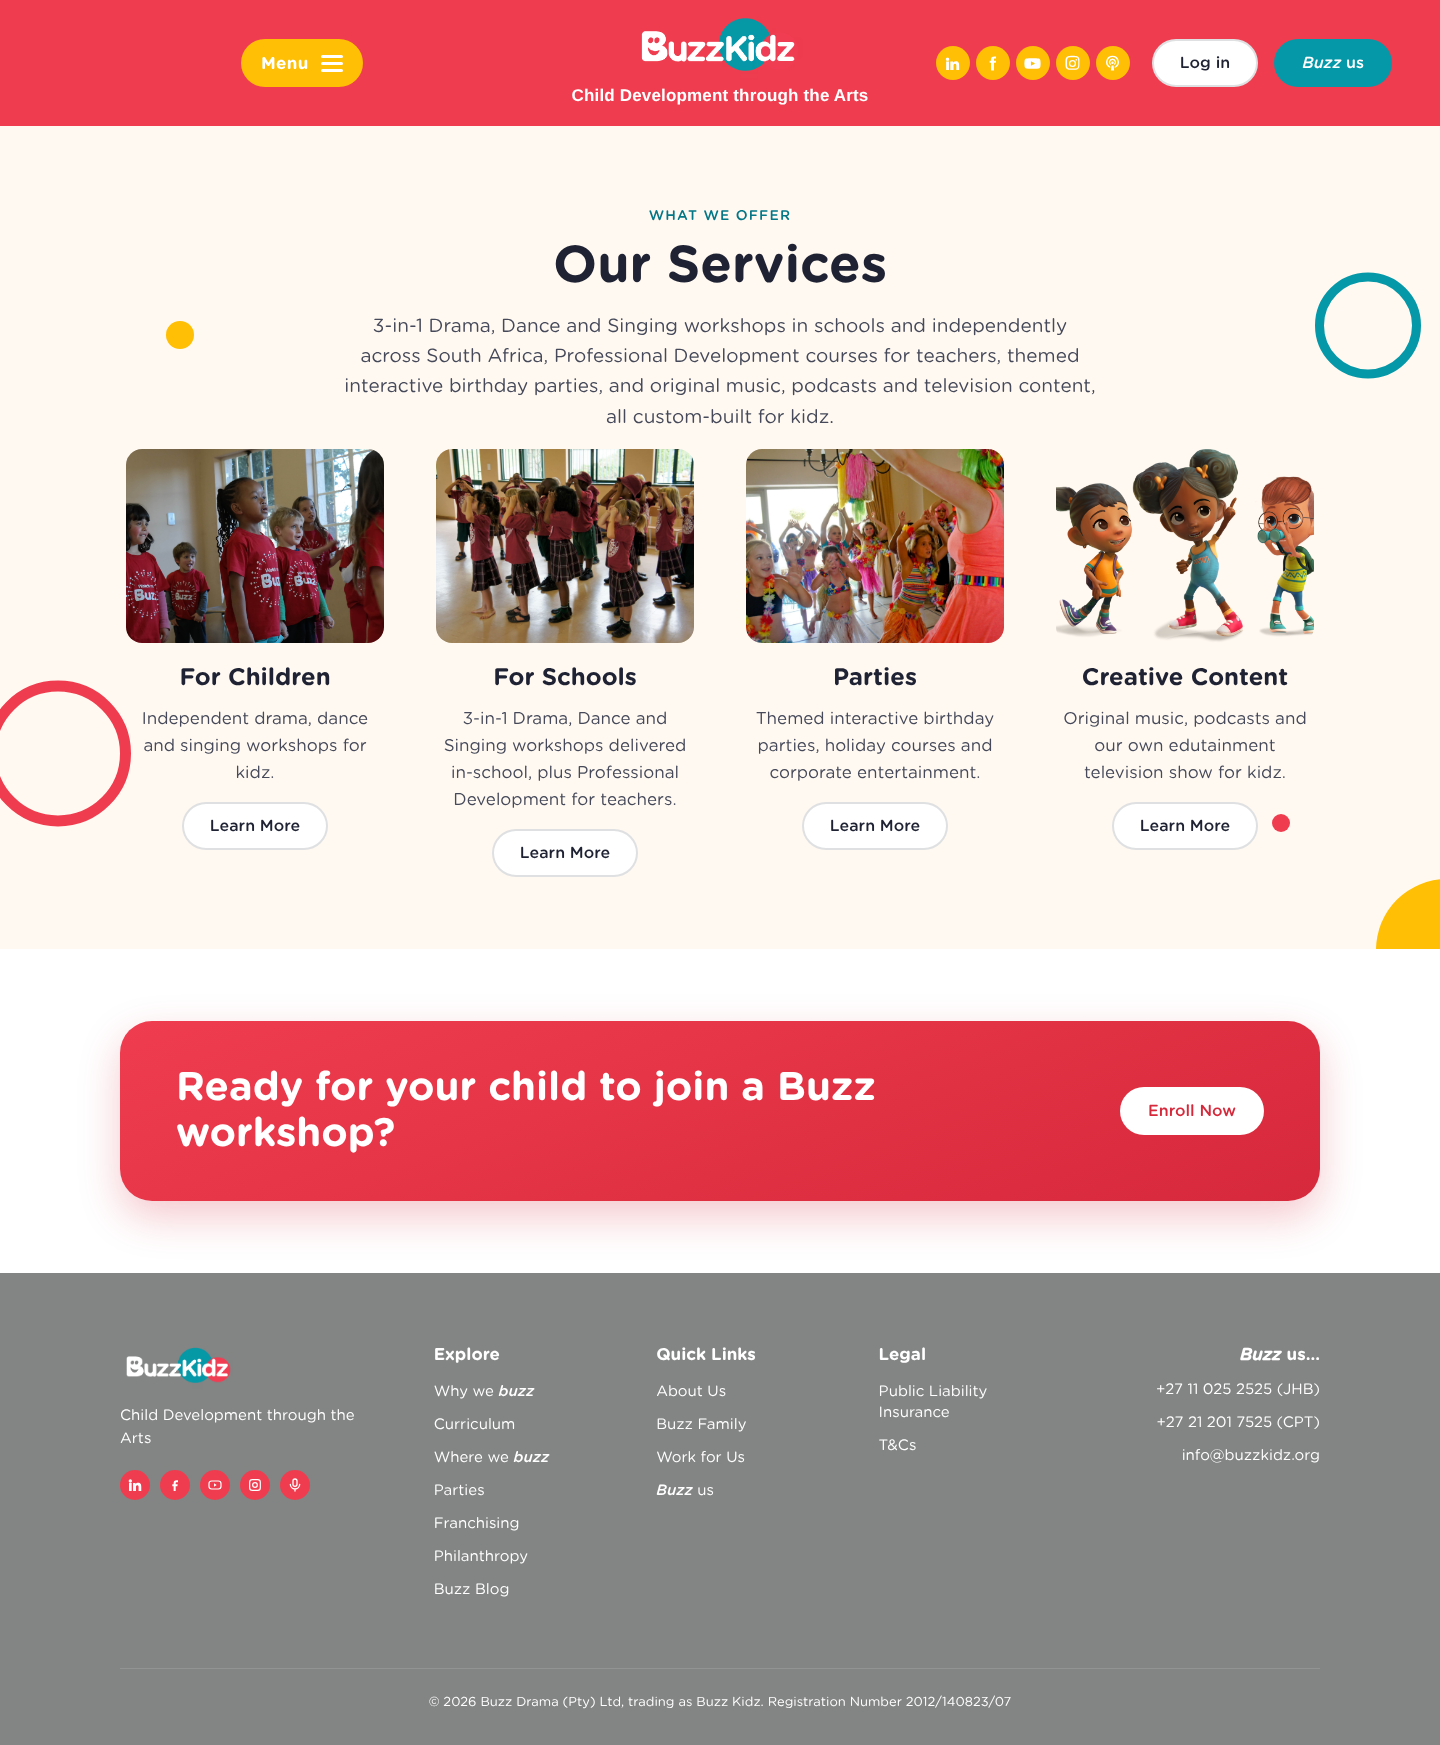 Menu
BuzzKidz
Child Development through the Arts
Log in
Buzz us
WHAT WE OFFER
Our Services
3-in-1 Drama, Dance and Singing workshops in schools and independently
across South Africa, Professional Development courses for teachers, themed
interactive birthday parties, and original music, podcasts and television content,
all custom-built for kidz.
For Children
Independent drama, dance
and singing workshops for
kidz.
Learn More
For Schools
3-in-1 Drama, Dance and
Singing workshops delivered
in-school, plus Professional
Development for teachers.
Learn More
Parties
Themed interactive birthday
parties, holiday courses and
corporate entertainment.
Learn More
Creative Content
Original music, podcasts and
our own edutainment
television show for kidz.
Learn More
Ready for your child to join a Buzz
workshop?
Enroll Now
BuzzKidz
Child Development through the
Arts
Explore
Why we buzz
Curriculum
Where we buzz
Parties
Franchising
Philanthropy
Buzz Blog
Quick Links
About Us
Buzz Family
Work for Us
Buzz us
Legal
Public Liability
Insurance
T&Cs
Buzz us...
+27 11 025 2525 (JHB)
+27 21 201 7525 (CPT)
info@buzzkidz.org
© 2026 Buzz Drama (Pty) Ltd, trading as Buzz Kidz. Registration Number 2012/140823/07